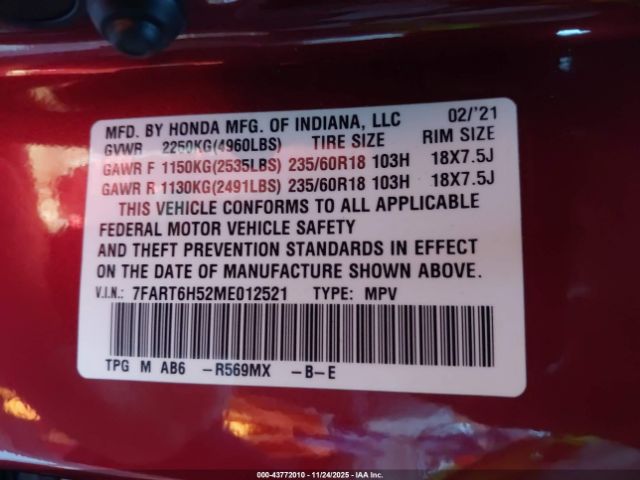 MFD. BY HONDA MFG. OF INDIANA, LLC 02/'21
GVWR 2250KG(4960LBS) TIRE SIZE RIM SIZE
GAWR F 1150KG(2535LBS) 235/60R18 103H 18X7.5J
GAWR R 1130KG(2491LBS) 235/60R18 103H 18X7.5J
THIS VEHICLE CONFORMS TO ALL APPLICABLE
FEDERAL MOTOR VEHICLE SAFETY
AND THEFT PREVENTION STANDARDS IN EFFECT
ON THE DATE OF MANUFACTURE SHOWN ABOVE.
V.I.N.: 7FART6H52ME012521 TYPE: MPV
TPG M AB6 -R569MX -B-E
000-43772010 - 11/24/2025 - IAA Inc.